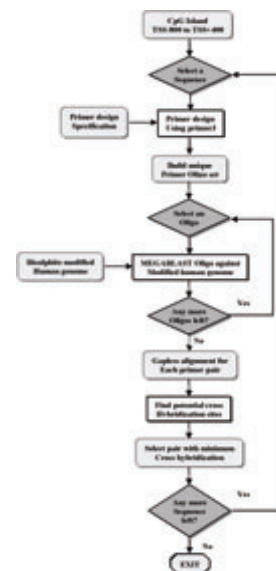 CpG Island
TSS-800 to TSS+ 400
Select a
Sequence
Primer design
Specification
Primer design
Using primer3
Build unique
Primer Oligo set
Select an
Oligo
Bisulphite modified
Human genome
MEGABLAST Oligo against
Modified human genome
Any more
Oligos left?
Yes
No
Gapless alignment for
Each primer pair
Find potential cross
Hybridization sites
Select pair with minimum
Cross hybridization
Any more
Sequence
left?
Yes
No
EXIT